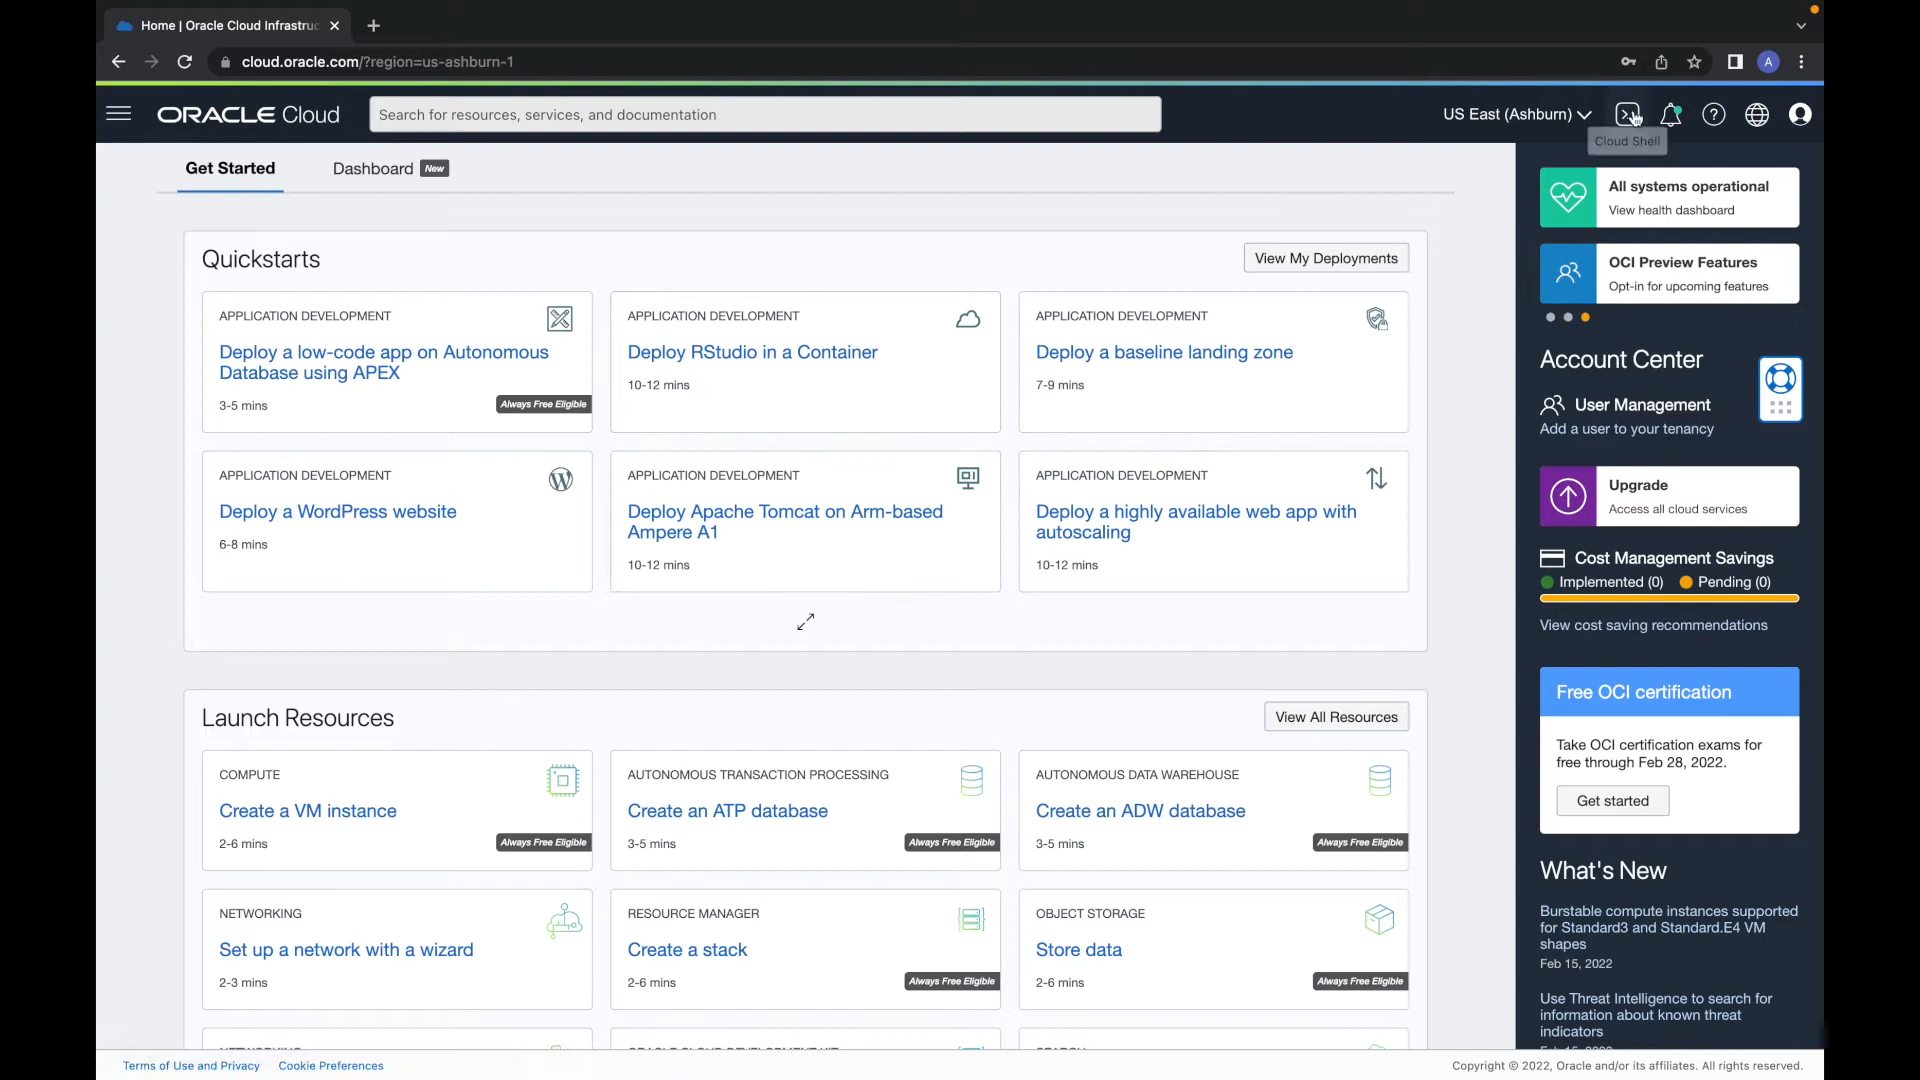 Home | Oracle Cloud Infrastruc
cloud.oracle.com/?region=us-ashburn-1
A
ORACLE Cloud
Search for resources, services, and documentation
US East (Ashburn)
Cloud Shell
Get Started
Dashboard New
Quickstarts
View My Deployments
APPLICATION DEVELOPMENT
Deploy a low-code app on Autonomous
Database using APEX
3-5 mins
Always Free Eligible
APPLICATION DEVELOPMENT
Deploy RStudio in a Container
10-12 mins
APPLICATION DEVELOPMENT
Deploy a baseline landing zone
7-9 mins
APPLICATION DEVELOPMENT
Deploy a WordPress website
6-8 mins
APPLICATION DEVELOPMENT
Deploy Apache Tomcat on Arm-based
Ampere A1
10-12 mins
APPLICATION DEVELOPMENT
Deploy a highly available web app with
autoscaling
10-12 mins
Launch Resources
View All Resources
COMPUTE
Create a VM instance
2-6 mins
Always Free Eligible
AUTONOMOUS TRANSACTION PROCESSING
Create an ATP database
3-5 mins
Always Free Eligible
AUTONOMOUS DATA WAREHOUSE
Create an ADW database
3-5 mins
Always Free Eligible
NETWORKING
Set up a network with a wizard
2-3 mins
RESOURCE MANAGER
Create a stack
2-6 mins
Always Free Eligible
OBJECT STORAGE
Store data
2-6 mins
Always Free Eligible
All systems operational
View health dashboard
OCI Preview Features
Opt-in for upcoming features
Account Center
User Management
Add a user to your tenancy
Upgrade
Access all cloud services
Cost Management Savings
Implemented (0) Pending (0)
View cost saving recommendations
Free OCI certification
Take OCI certification exams for
free through Feb 28, 2022.
Get started
What's New
Burstable compute instances supported
for Standard3 and Standard.E4 VM
shapes
Feb 15, 2022
Use Threat Intelligence to search for
information about known threat
indicators
Terms of Use and Privacy Cookie Preferences
Copyright © 2022, Oracle and/or its affiliates. All rights reserved.